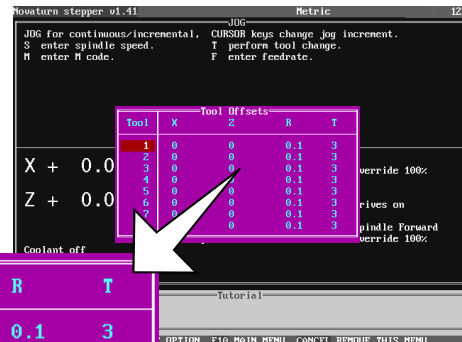 Novaturn stepper v1.41 Metric 12
JOG
JOG for continuous/incremental, CURSOR keys change jog increment.
S enter spindle speed. T perform tool change.
M enter M code. F enter feedrate.
Tool Offsets
Tool X Z R T
1 0 0 0.1 3
2 0 0 0.1 3
3 0 0 0.1 3
4 0 0 0.1 3
5 0 0 0.1 3
6 0 0 0.1 3
7 0 0.1 3
0 0.1 3
X + 0.0
verride 100%
Z + 0.0
rives on
pindle Forward
verride 100%
Coolant off
R T
0.1 3
Tutorial
OPTION F10 MAIN MENU CANCEL REMOVE THIS MENU